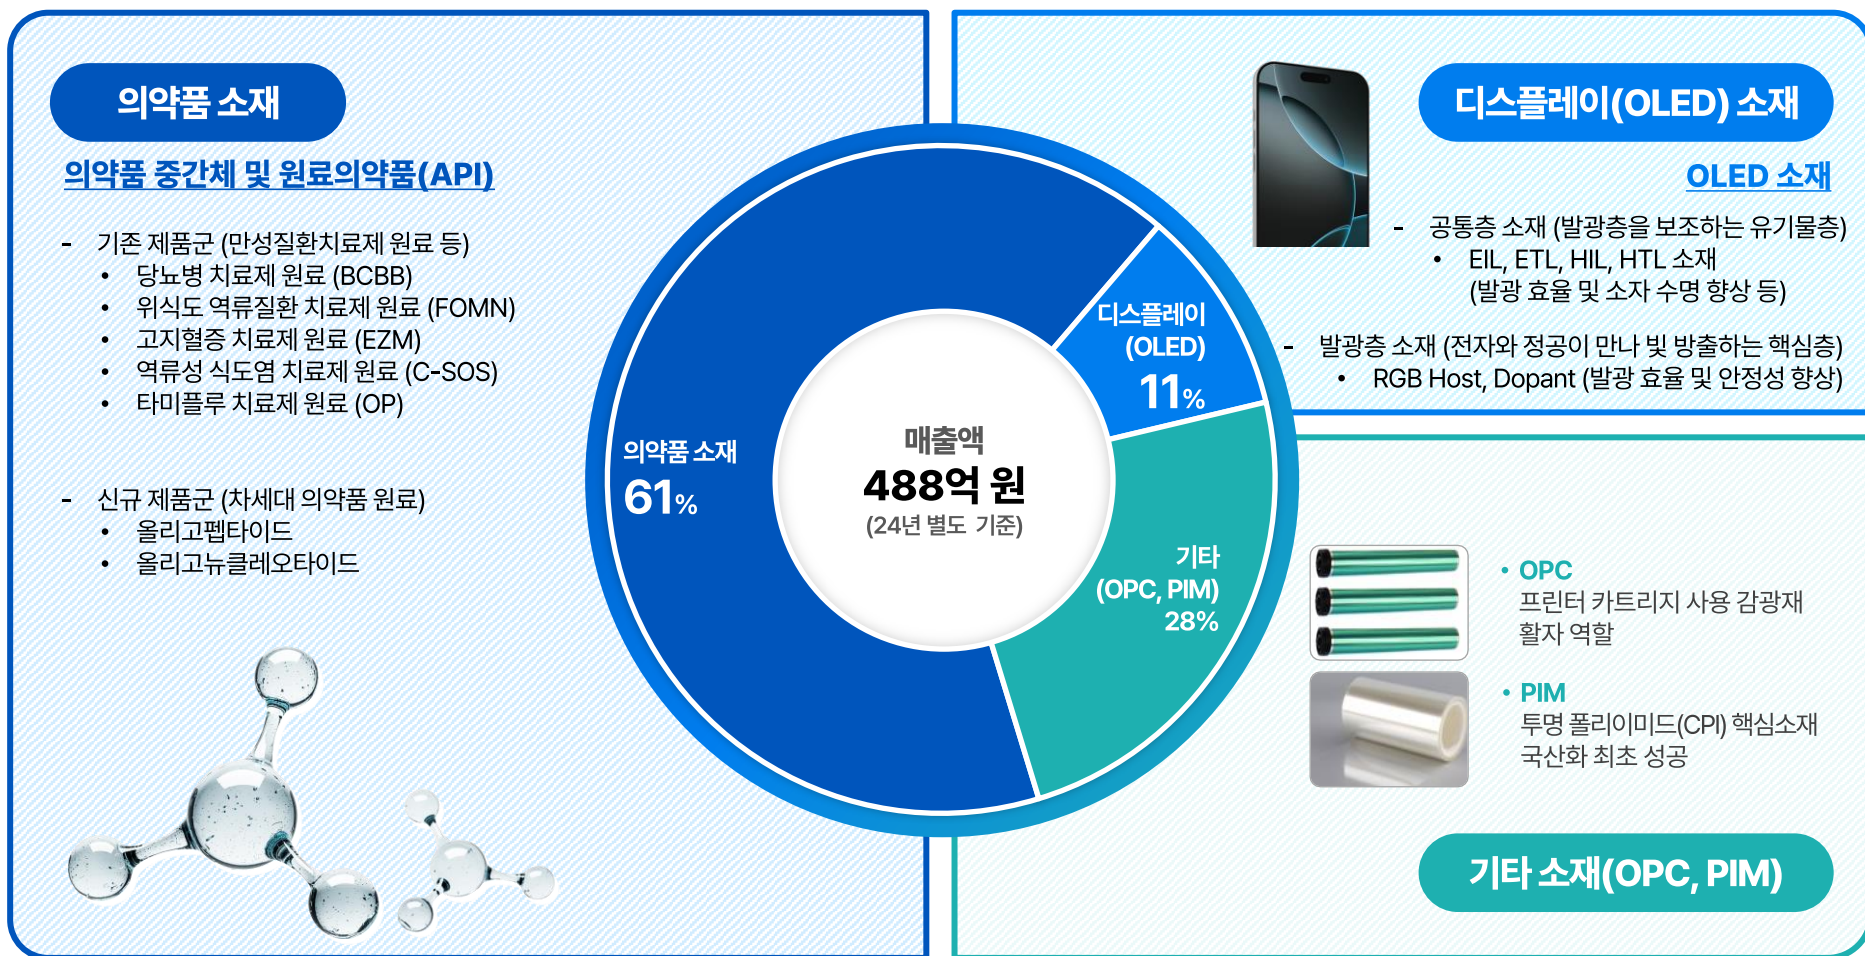 의약품 소재
의약품 중간체 및 원료의약품(API)
- 기존 제품군 (만성질환치료제 원료 등)
• 당뇨병 치료제 원료 (BCBB)
• 위식도 역류질환 치료제 원료 (FOMN)
• 고지혈증 치료제 원료 (EZM)
• 역류성 식도염 치료제 원료 (C-SOS)
• 타미플루 치료제 원료 (OP)
- 신규 제품군 (차세대 의약품 원료)
• 올리고펩타이드
• 올리고뉴클레오타이드
의약품 소재
61%
매출액
488억 원
(24년 별도 기준)
디스플레이
(OLED)
11%
기타
(OPC, PIM)
28%
디스플레이(OLED) 소재
OLED 소재
- 공통층 소재 (발광층을 보조하는 유기물층)
• EIL, ETL, HIL, HTL 소재
(발광 효율 및 소자 수명 향상 등)
- 발광층 소재 (전자와 정공이 만나 빛 방출하는 핵심층)
• RGB Host, Dopant (발광 효율 및 안정성 향상)
• OPC
프린터 카트리지 사용 감광재
활자 역할
• PIM
투명 폴리이미드(CPI) 핵심소재
국산화 최초 성공
기타 소재(OPC, PIM)